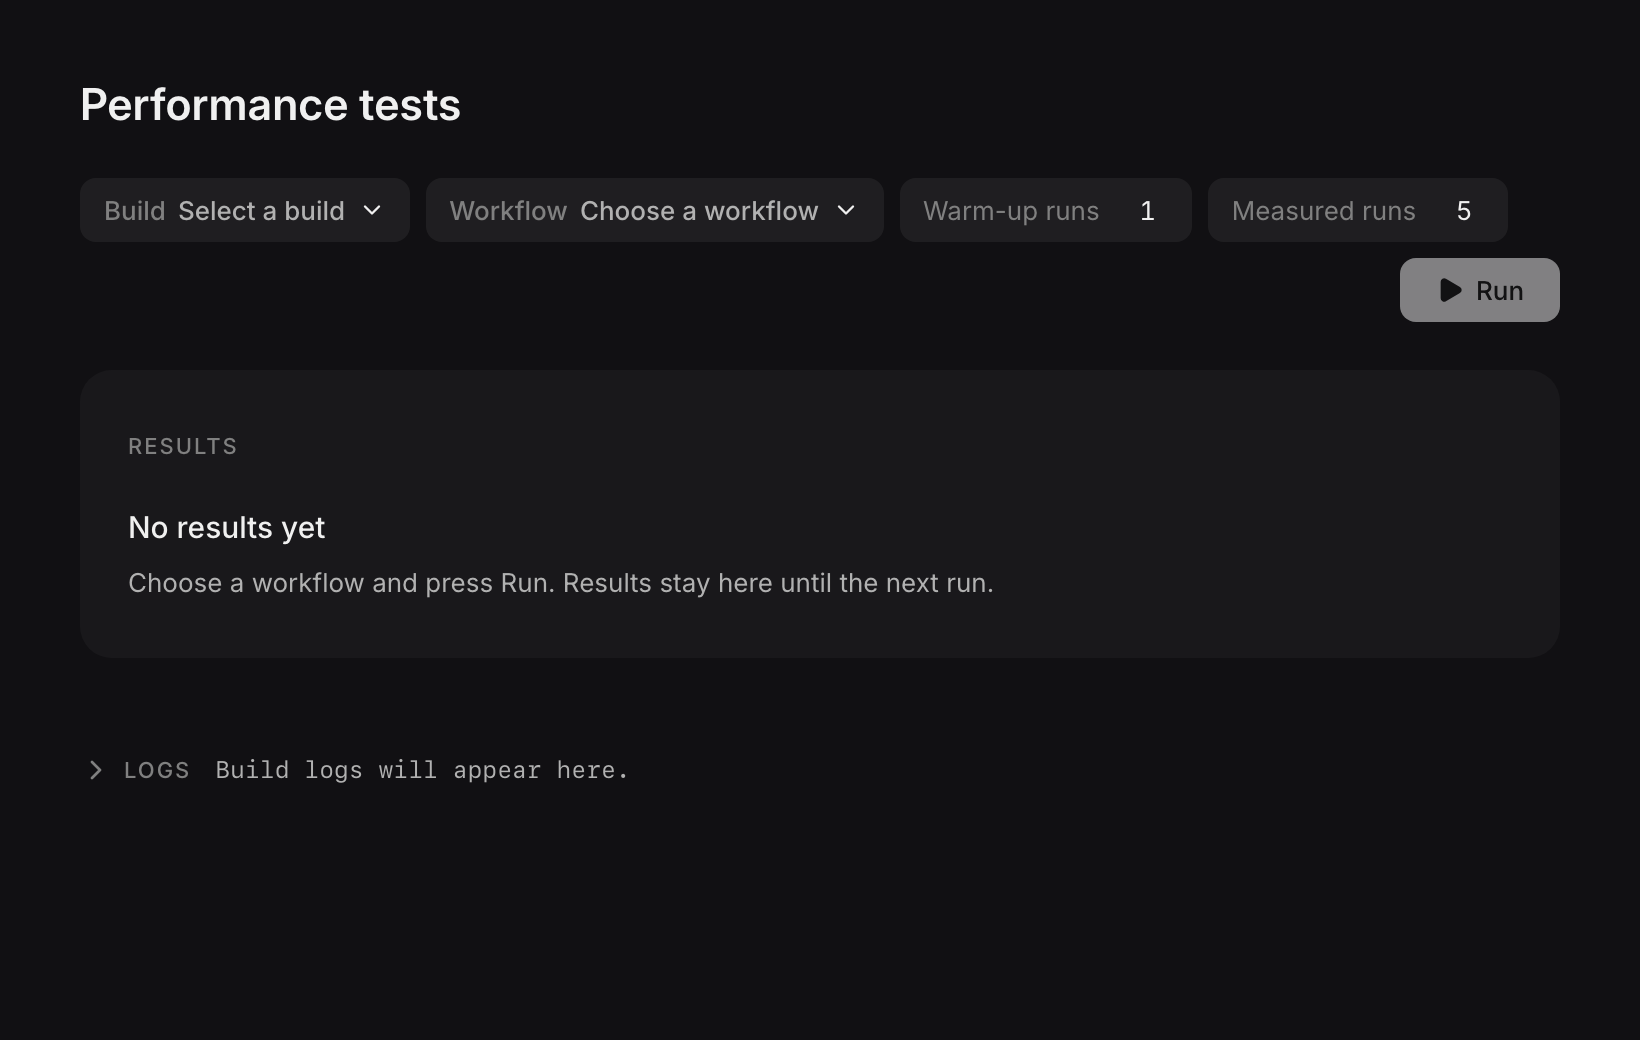 Performance tests
Build Select a build Workflow Choose a workflow Warm-up runs 1 Measured runs 5
Run
RESULTS
No results yet
Choose a workflow and press Run. Results stay here until the next run.
LOGS Build logs will appear here.